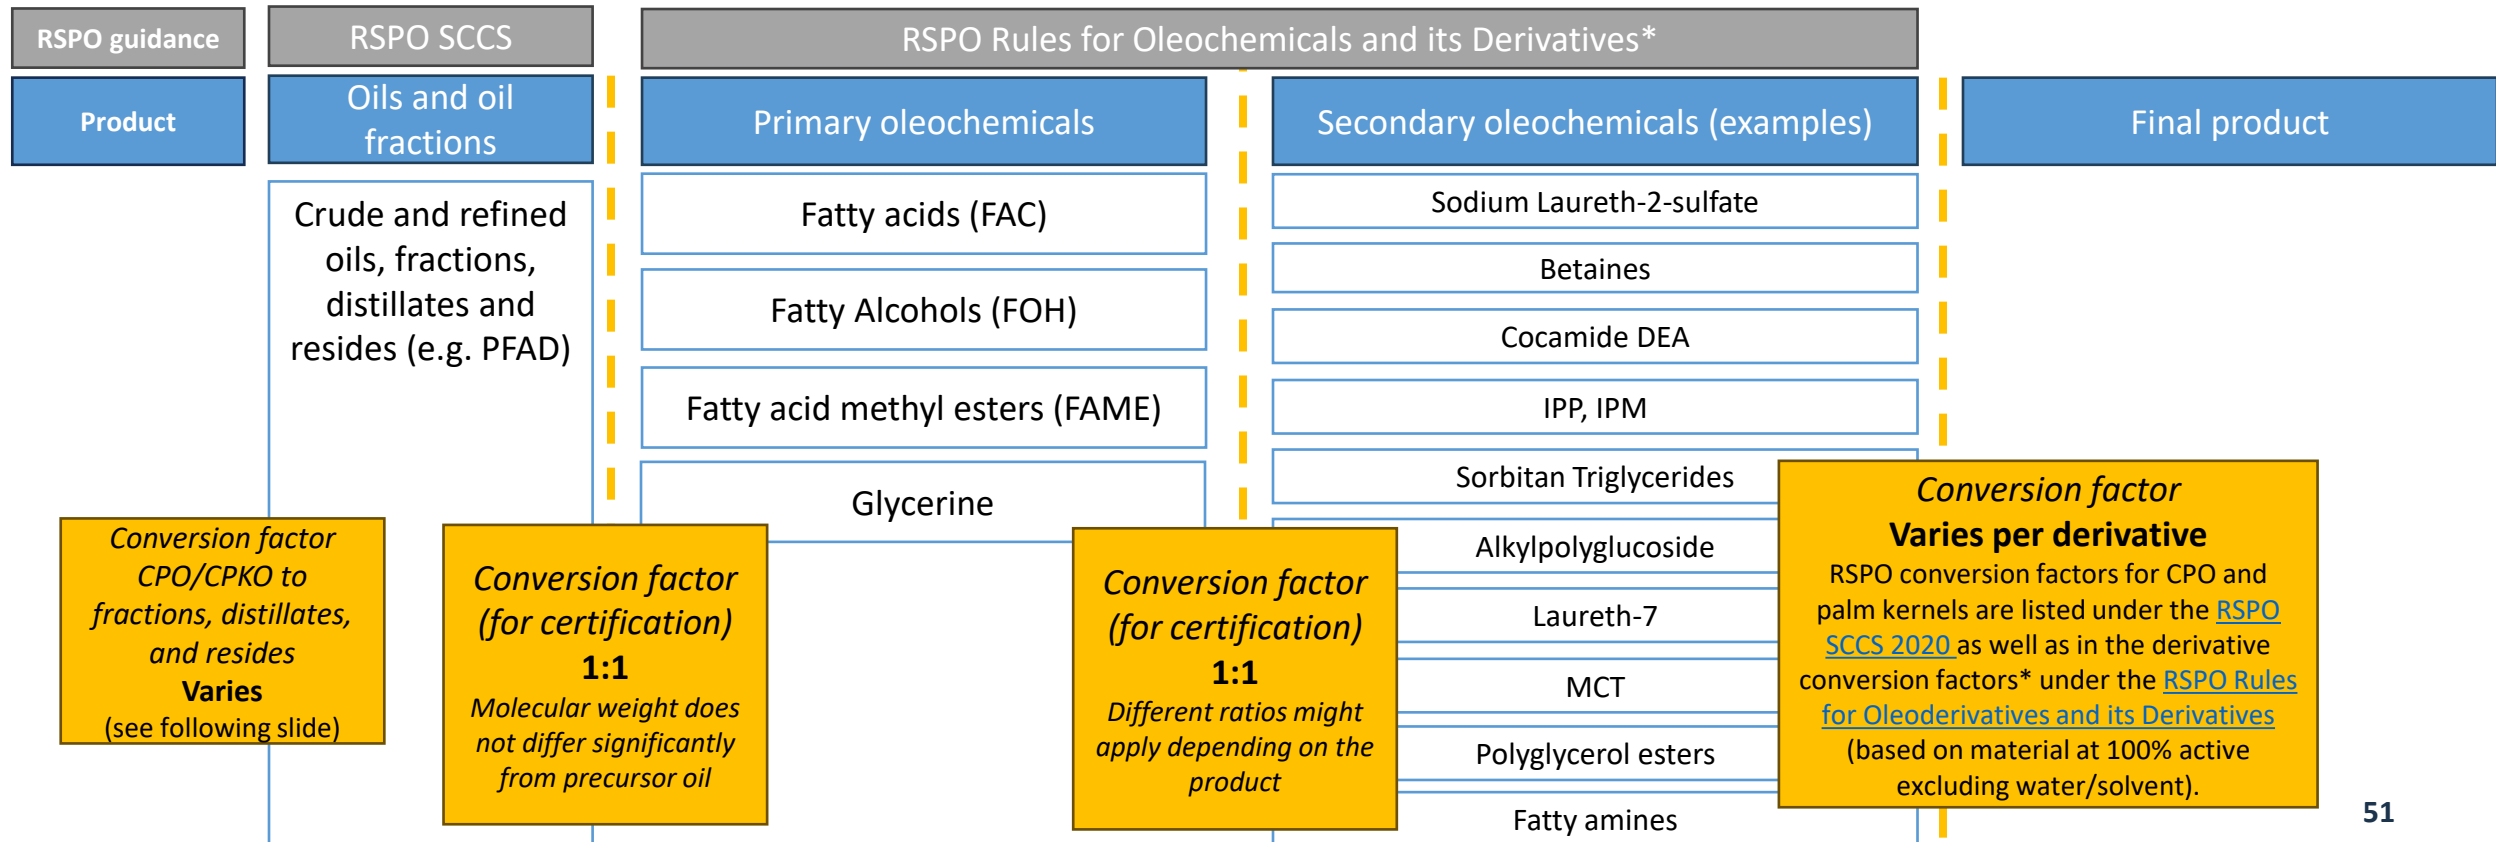 RSPO guidance
RSPO SCCS
RSPO Rules for Oleochemicals and its Derivatives*
Product
Oils and oil
fractions
Primary oleochemicals
Secondary oleochemicals (examples)
Final product
Crude and refined
oils, fractions,
distillates and
resides (e.g. PFAD)
Fatty acids (FAC)
Fatty Alcohols (FOH)
Fatty acid methyl esters (FAME)
Glycerine
Sodium Laureth-2-sulfate
Betaines
Cocamide DEA
IPP, IPM
Sorbitan Triglycerides
Alkylpolyglucoside
Laureth-7
MCT
Polyglycerol esters
Fatty amines
Conversion factor
CPO/CPKO to
fractions, distillates,
and resides
Varies
(see following slide)
Conversion factor
(for certification)
1:1
Molecular weight does
not differ significantly
from precursor oil
Conversion factor
(for certification)
1:1
Different ratios might
apply depending on the
product
Conversion factor
Varies per derivative
RSPO conversion factors for CPO and
palm kernels are listed under the RSPO
SCCS 2020 as well as in the derivative
conversion factors* under the RSPO Rules
for Oleoderivatives and its Derivatives
(based on material at 100% active
excluding water/solvent).
51